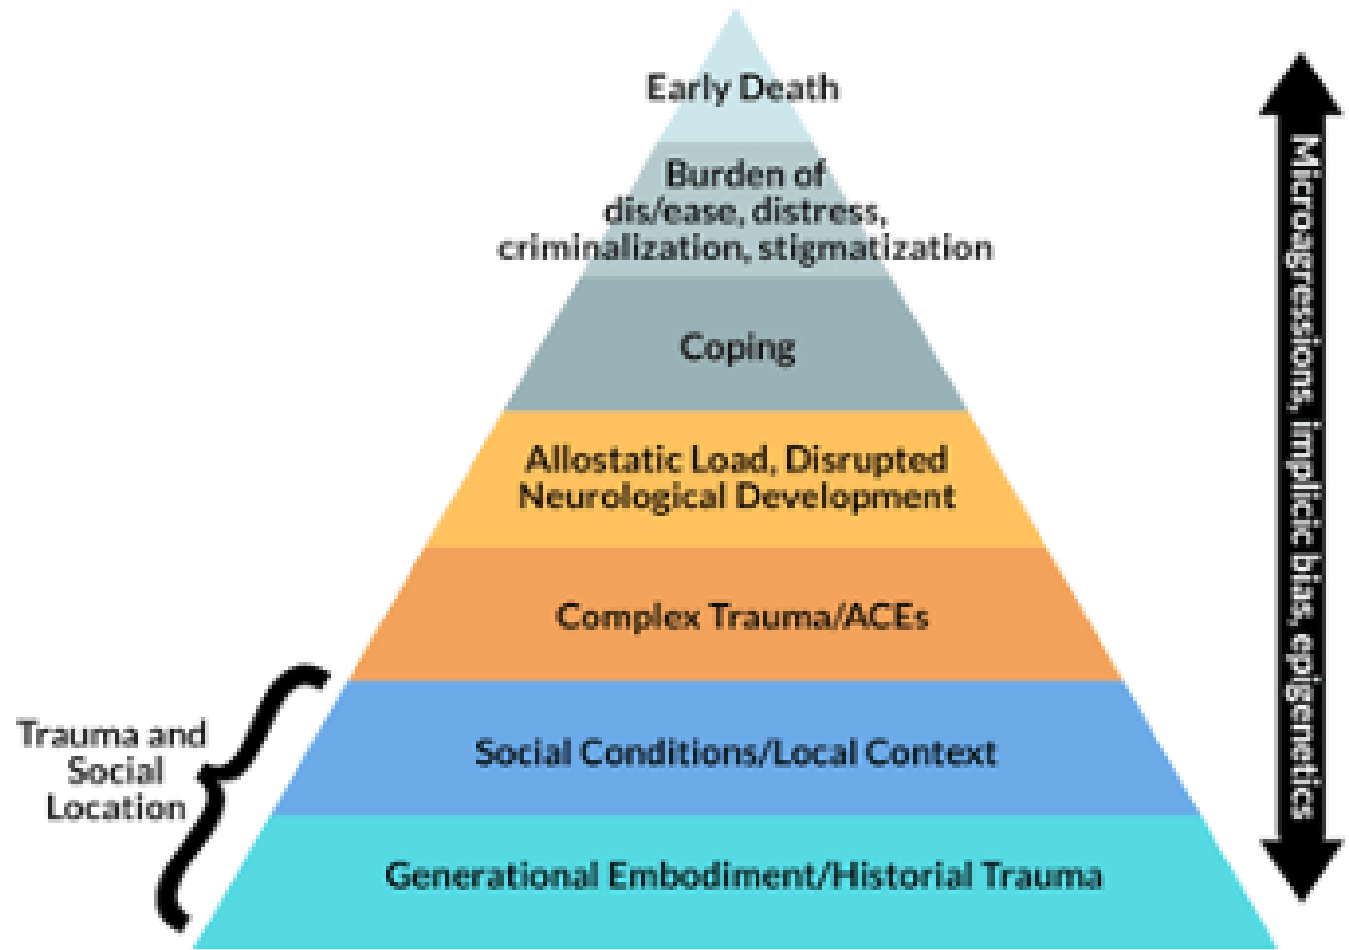 Early Death
Burden of
dis/ease, distress,
criminalization, stigmatization
Coping
Allostatic Load, Disrupted
Neurological Development
Complex Trauma/ACEs
Social Conditions/Local Context
Generational Embodiment/Historial Trauma
Trauma and
Social
Location
Microagressions, implicic bias, epigenetics